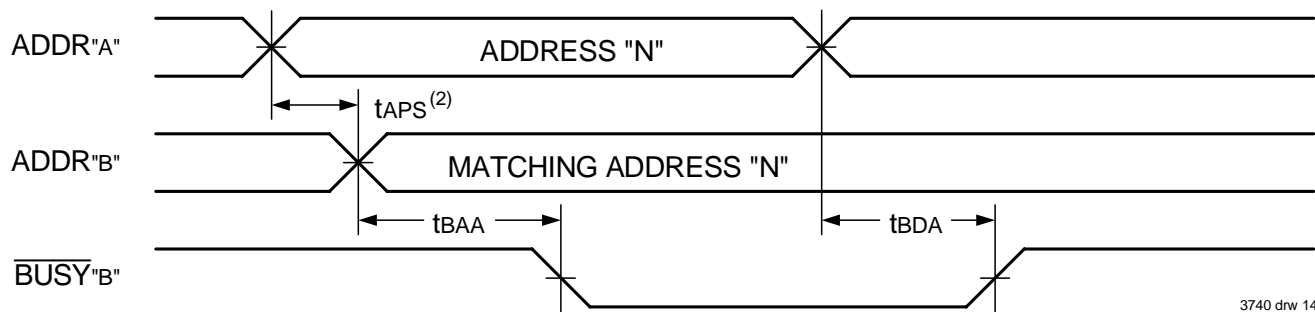 ADDR"A"
ADDRESS "N"
tAPS(2)
ADDR"B"
MATCHING ADDRESS "N"
tBAA
tBDA
BUSY"B"
3740 drw 14